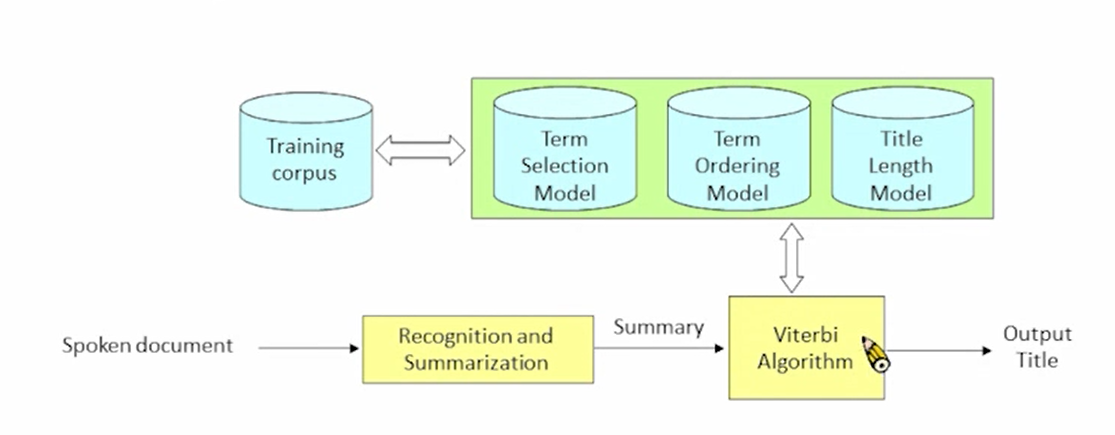 Training
corpus
Term
Selection
Model
Term
Ordering
Model
Title
Length
Model
Spoken document
Recognition and
Summarization
Summary
Viterbi
Algorithm
Output
Title